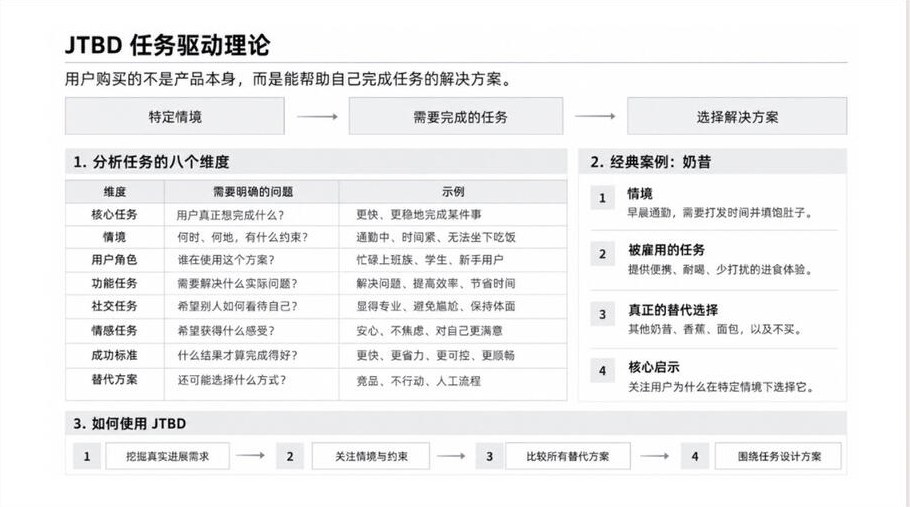 JTBD 任务驱动理论
用户购买的不是产品本身，而是能帮助自己完成任务的解决方案。
特定情境 需要完成的任务 选择解决方案
1. 分析任务的八个维度
维度 需要明确的问题 示例
核心任务 用户真正想完成什么？ 更快、更稳地完成某件事
情境 何时、何地，有什么约束？ 通勤中、时间紧、无法坐下吃饭
用户角色 谁在使用这个方案？ 忙碌上班族、学生、新手用户
功能任务 需要解决什么实际问题？ 解决问题、提高效率、节省时间
社交任务 希望别人如何看待自己？ 显得专业、避免尴尬、保持体面
情感任务 希望获得什么感受？ 安心、不焦虑、对自己更满意
成功标准 什么结果才算完成得好？ 更快、更省力、更可控、更顺畅
替代方案 还可能选择什么方式？ 竞品、不行动、人工流程
2. 经典案例：奶昔
1 情境
早晨通勤，需要打发时间并填饱肚子。
2 被雇用的任务
提供便携、耐喝、少打扰的进食体验。
3 真正的替代选择
其他奶昔、香蕉、面包，以及不买。
4 核心启示
关注用户为什么在特定情境下选择它。
3. 如何使用 JTBD
1 挖掘真实进展需求 2 关注情境与约束 3 比较所有替代方案 4 围绕任务设计方案